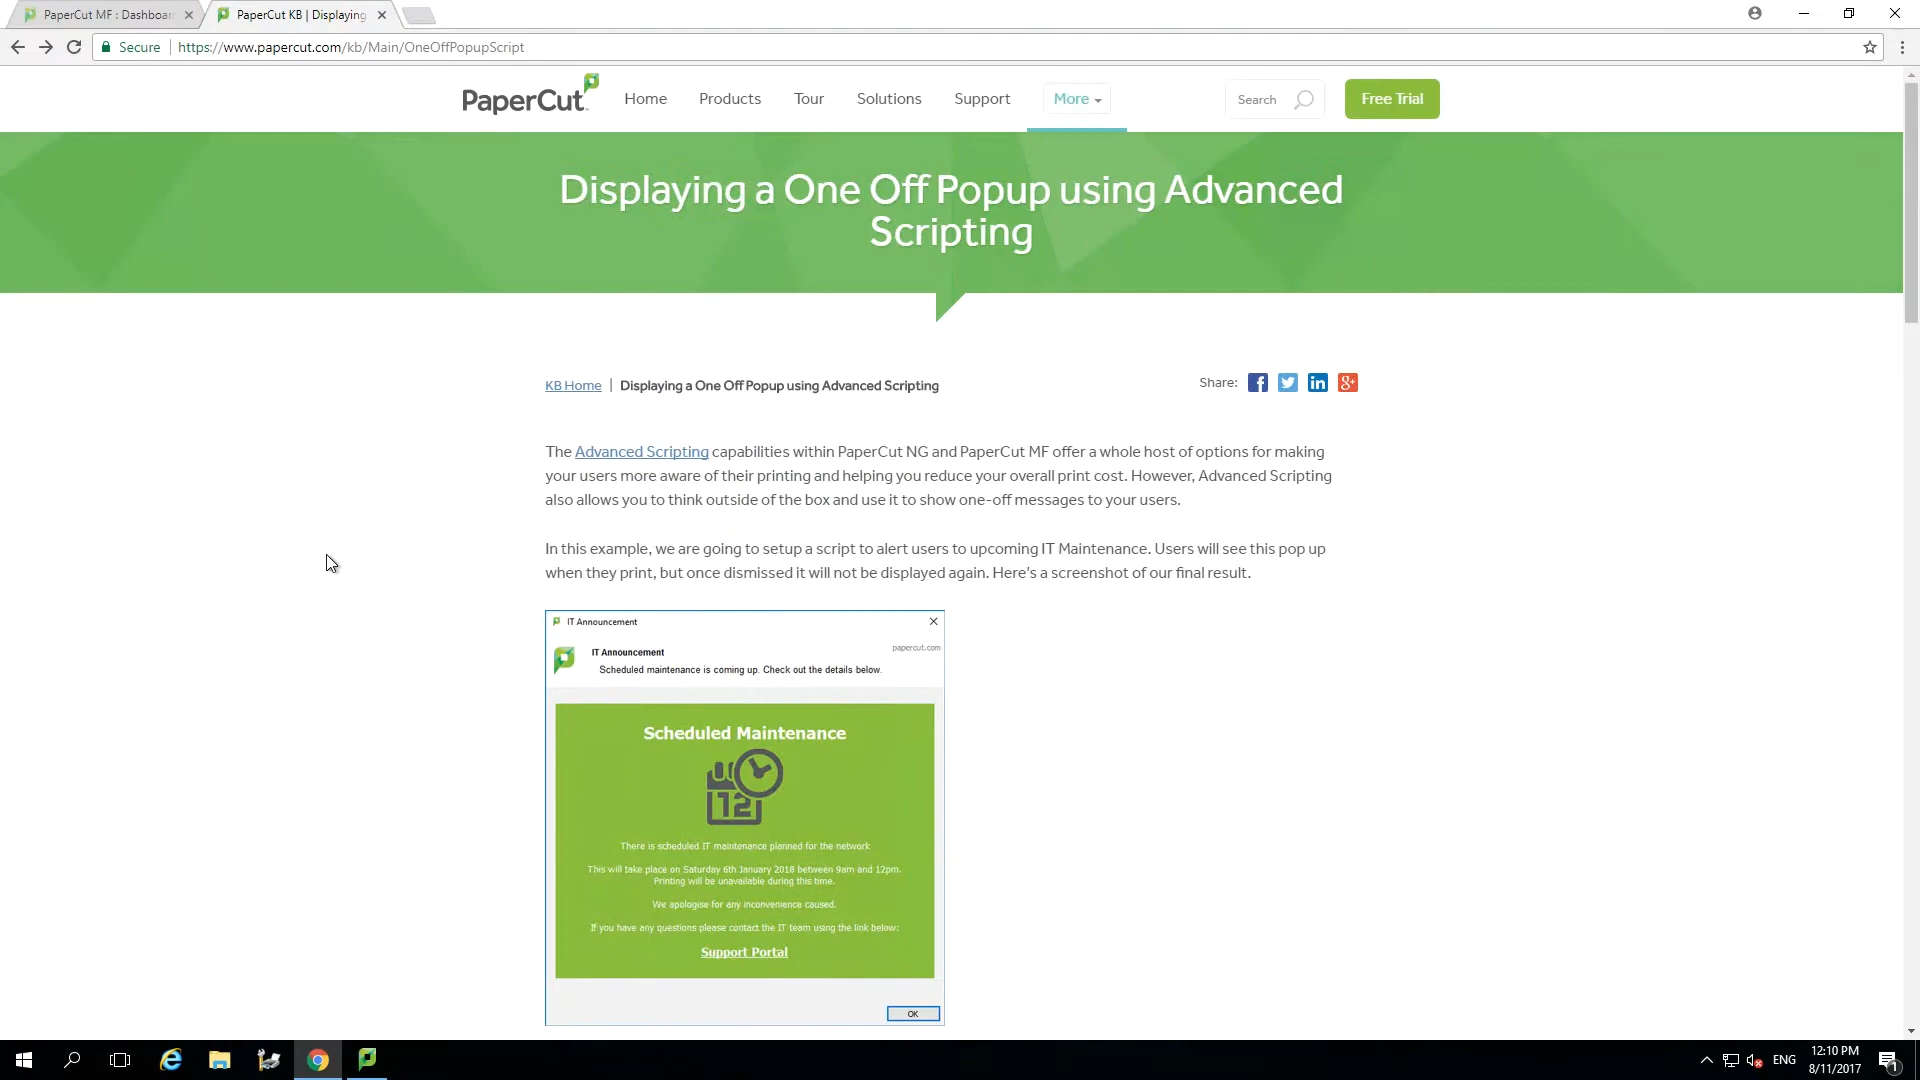 PaperCut MF : Dashboar
PaperCut KB | Displaying
Secure
https://www.papercut.com/kb/Main/OneOffPopupScript
PaperCut
Home
Products
Tour
Solutions
Support
More
Search
Free Trial
Displaying a One Off Popup using Advanced
Scripting
KB Home | Displaying a One Off Popup using Advanced Scripting
Share:
The Advanced Scripting capabilities within PaperCut NG and PaperCut MF offer a whole host of options for making
your users more aware of their printing and helping you reduce your overall print cost. However, Advanced Scripting
also allows you to think outside of the box and use it to show one-off messages to your users.
In this example, we are going to setup a script to alert users to upcoming IT Maintenance. Users will see this pop up
when they print, but once dismissed it will not be displayed again. Here's a screenshot of our final result.
IT Announcement
IT Announcement
papercut.com
Scheduled maintenance is coming up. Check out the details below.
Scheduled Maintenance
12
There is scheduled IT maintenance planned for the network
This will take place on Saturday 6th January 2018 between 9am and 12pm.
Printing will be unavailable during this time.
We apologise for any inconvenience caused.
If you have any questions please contact the IT team using the link below:
Support Portal
OK
ENG
12:10 PM
8/11/2017
1